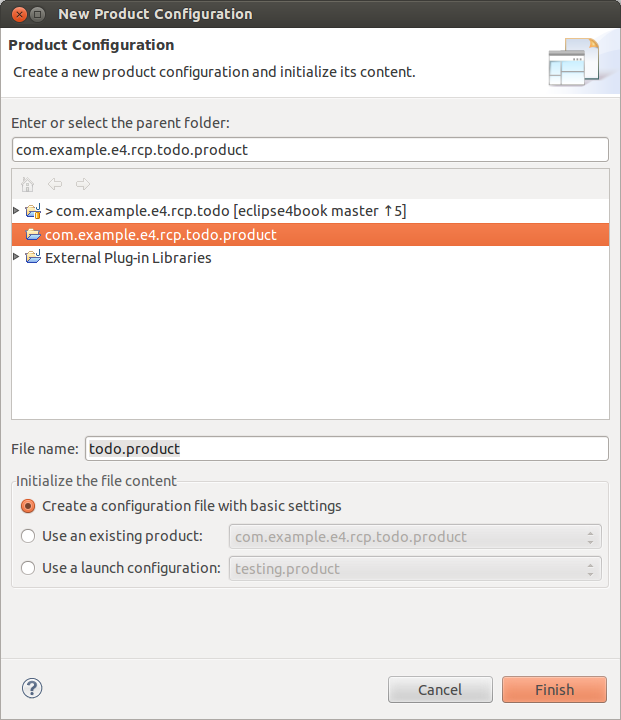 New Product Configuration
Product Configuration
Create a new product configuration and initialize its content.
Enter or select the parent folder:
com.example.e4.rcp.todo.product
> com.example.e4.rcp.todo [eclipse4book master ↑5]
com.example.e4.rcp.todo.product
External Plug-in Libraries
File name: todo.product
Initialize the file content
Create a configuration file with basic settings
Use an existing product: com.example.e4.rcp.todo.product
Use a launch configuration: testing.product
? Cancel Finish